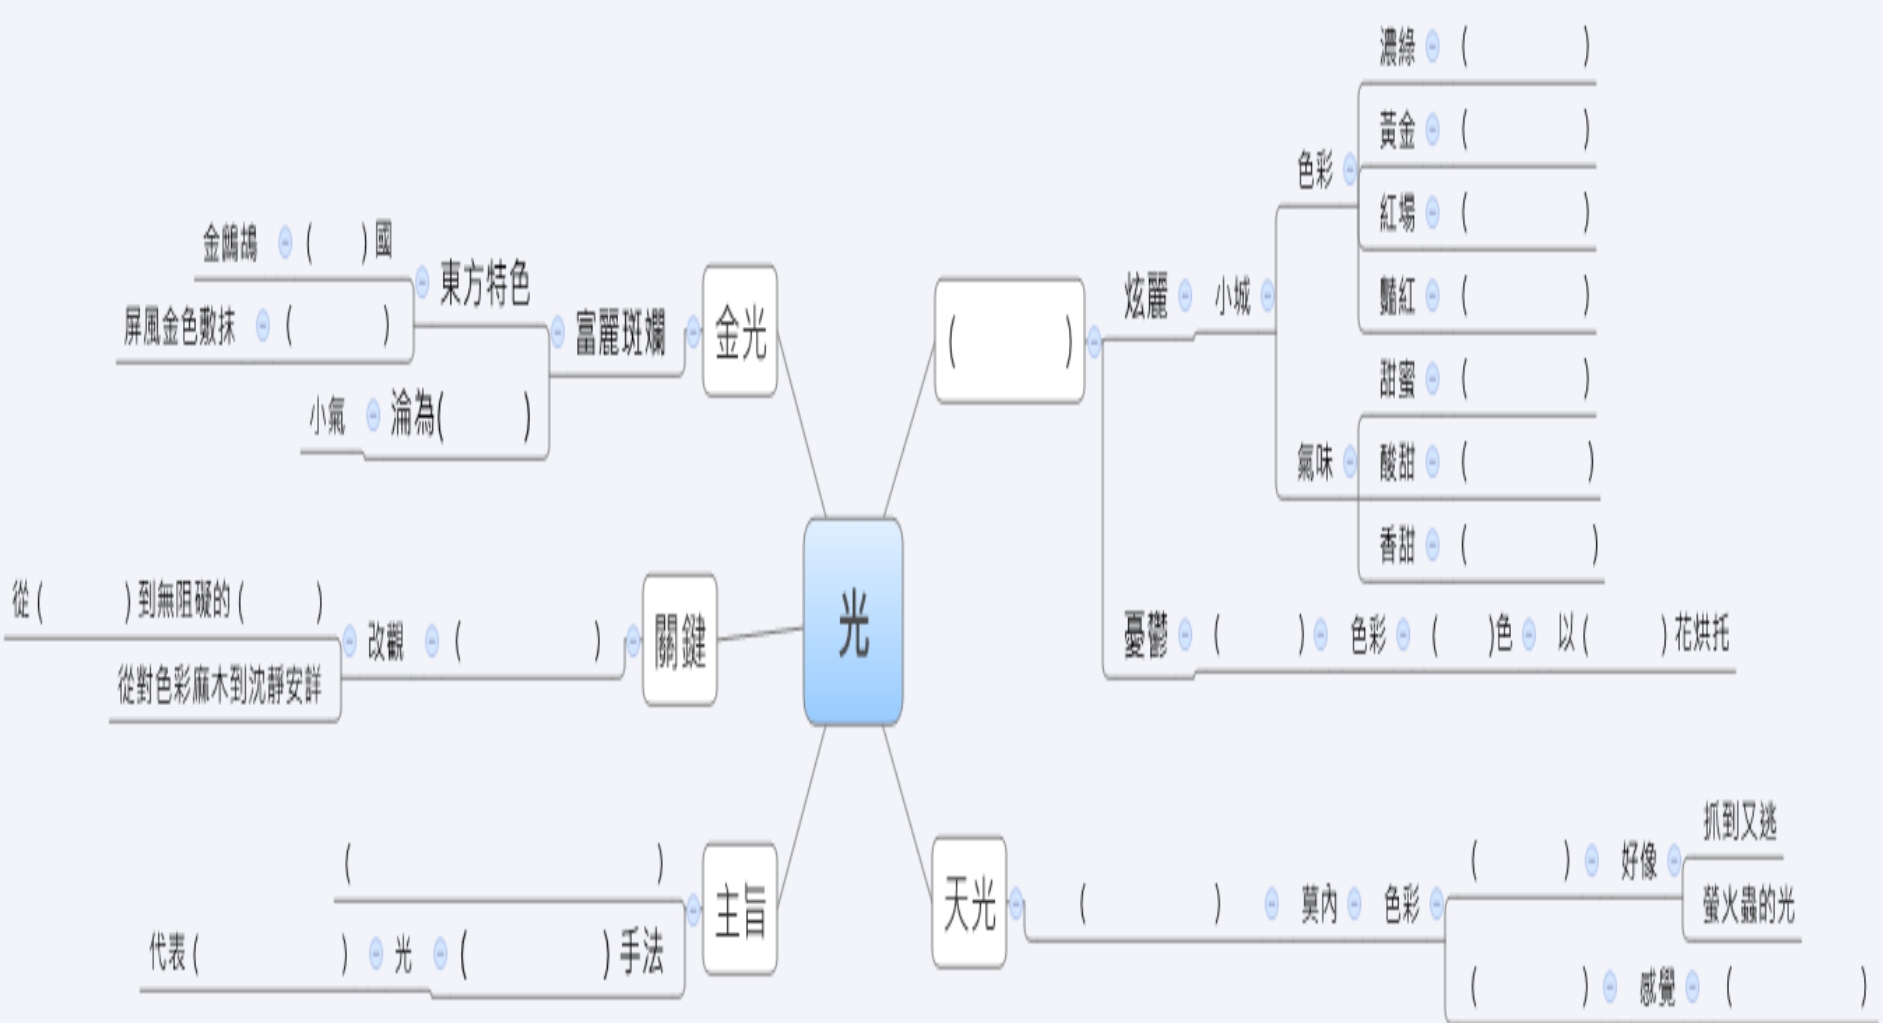 光
(　　)
炫麗
小城
色彩
濃綠 (　　)
黃金 (　　)
紅場 (　　)
豔紅 (　　)
氣味
甜蜜 (　　)
酸甜 (　　)
香甜 (　　)
憂鬱 (　　) 色彩 (　　)色 以(　　)花烘托
天光
(　　) 莫內 色彩
(　　) 好像
抓到又逃
螢火蟲的光
(　　) 感覺 (　　)
金光
富麗斑斕
東方特色
金鷓鴣 (　　)國
屏風金色敷抹 (　　)
淪為(　　)
小氣
關鍵
(　　)
改觀
從(　　)到無阻礙的(　　)
從對色彩麻木到沈靜安詳
主旨
(　　)
(　　)手法
光
代表(　　)